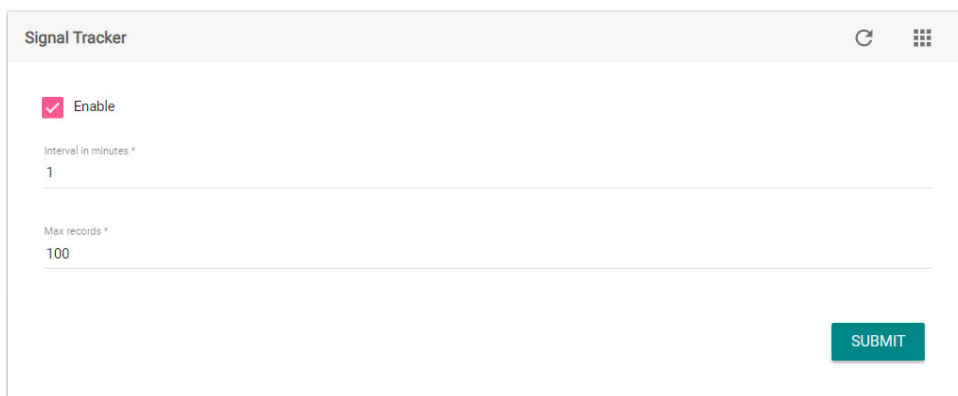 Signal Tracker
Enable
Interval in minutes *
1
Max records *
100
SUBMIT